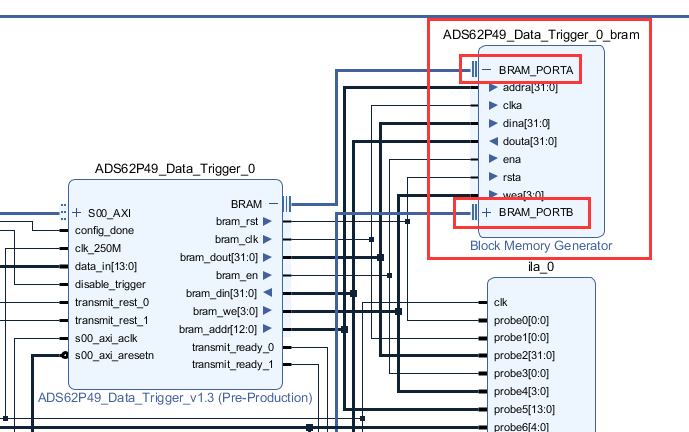 ADS62P49_Data_Trigger_0_bram
BRAM_PORTA
addra[31:0]
clka
dina[31:0]
douta[31:0]
ena
rsta
wea[3:0]
BRAM_PORTB
Block Memory Generator
ADS62P49_Data_Trigger_0
S00_AXI
config_done
clk_250M
data_in[13:0]
disable_trigger
transmit_rest_0
transmit_rest_1
s00_axi_aclk
s00_axi_aresetn
BRAM
bram_rst
bram_clk
bram_dout[31:0]
bram_en
bram_din[31:0]
bram_we[3:0]
bram_addr[12:0]
transmit_ready_0
transmit_ready_1
ADS62P49_Data_Trigger_v1.3 (Pre-Production)
ila_0
clk
probe0[0:0]
probe1[0:0]
probe2[31:0]
probe3[0:0]
probe4[3:0]
probe5[13:0]
probe6[4:0]